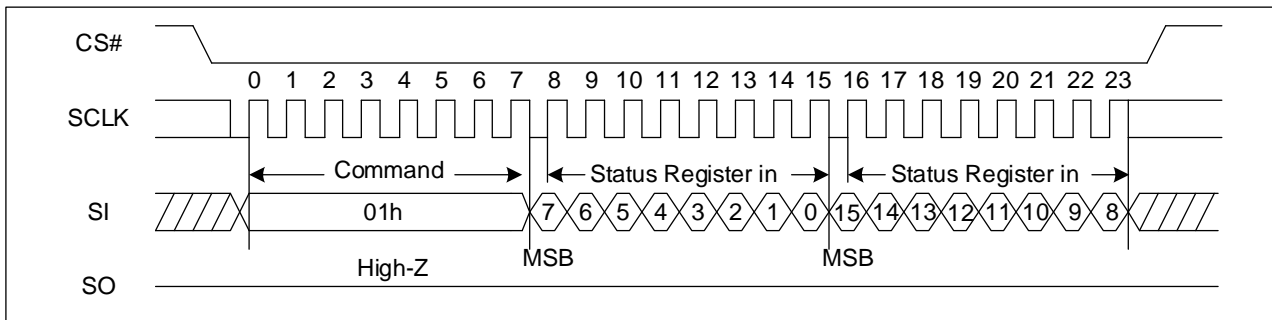 CS#
0 1 2 3 4 5 6 7 8 9 10 11 12 13 14 15 16 17 18 19 20 21 22 23
SCLK
Command Status Register in Status Register in
SI 01h 7 6 5 4 3 2 1 0 15 14 13 12 11 10 9 8
High-Z MSB MSB
SO